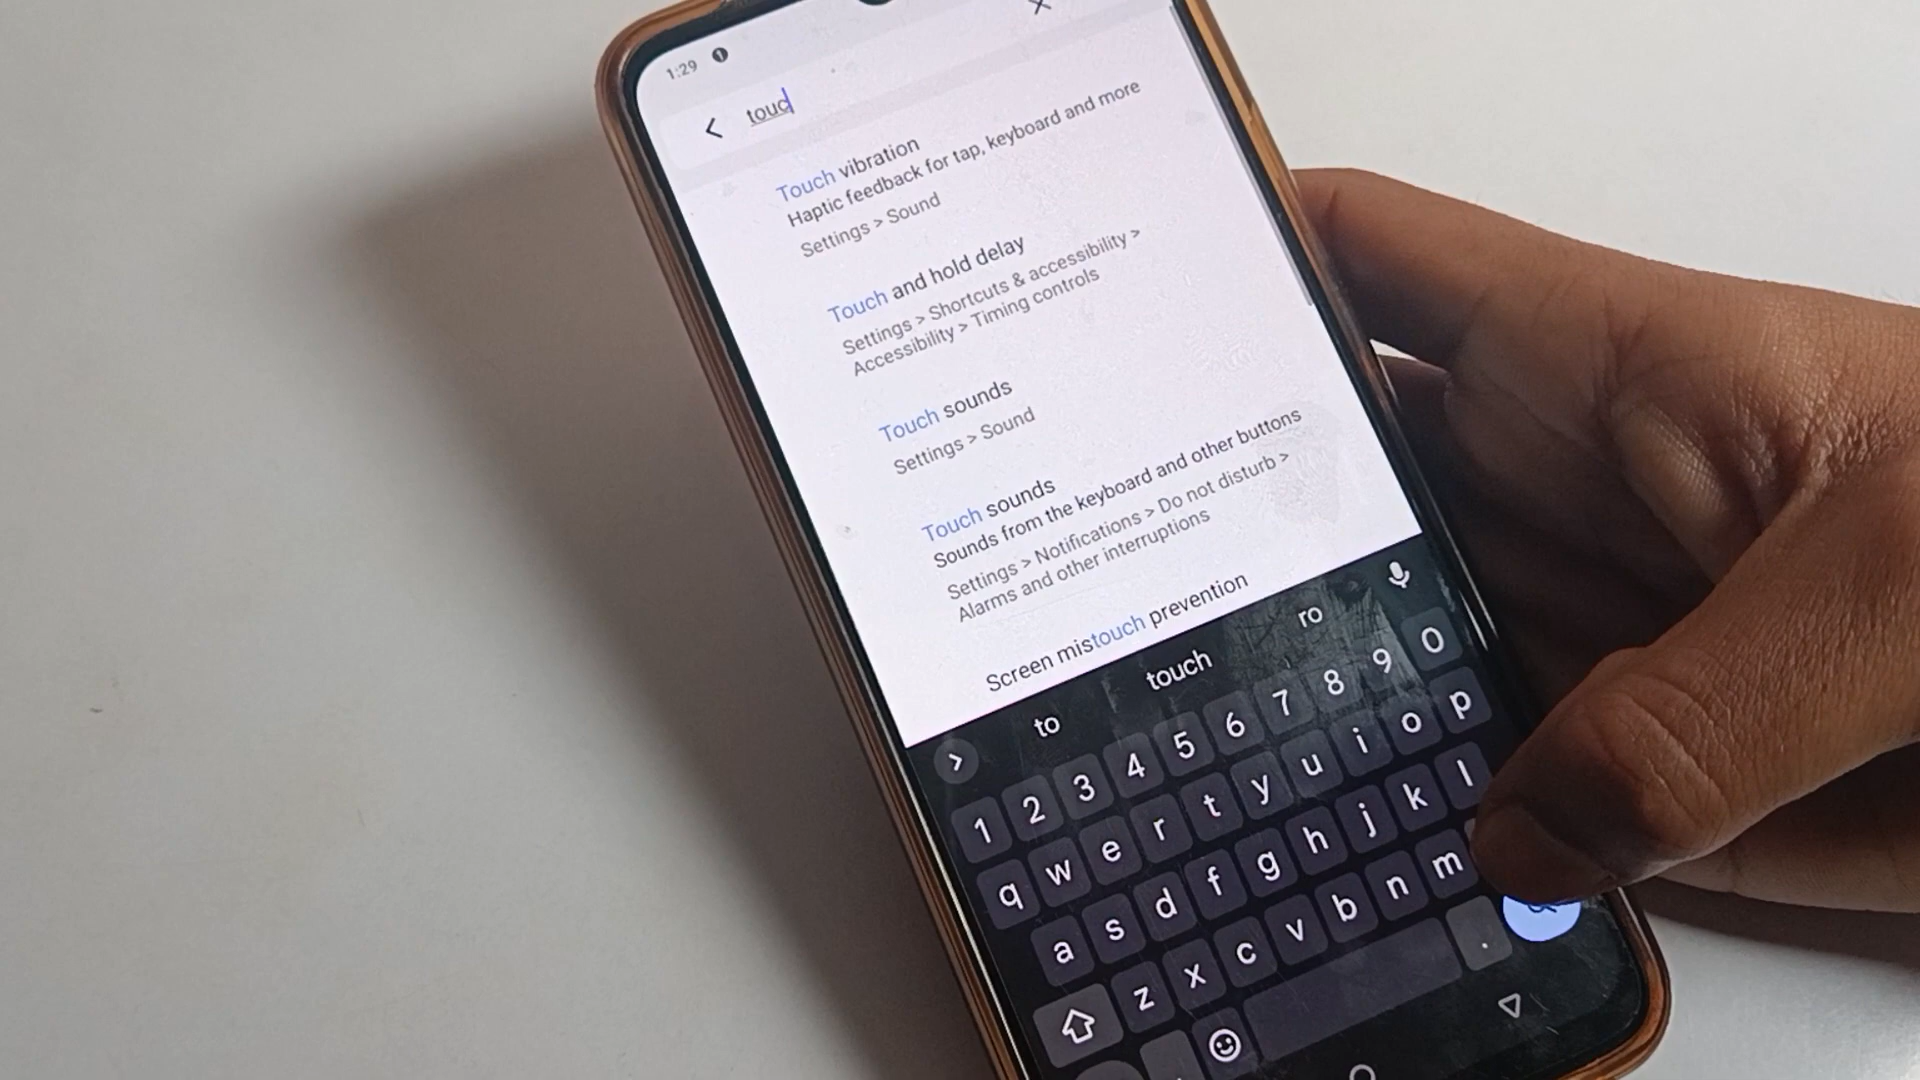 1:29
touc
Touch vibration
Haptic feedback for tap, keyboard and more
Settings > Sound
Touch and hold delay
Settings > Shortcuts & accessibility >
Accessibility > Timing controls
Touch sounds
Settings > Sound
Touch sounds
Sounds from the keyboard and other buttons
Settings > Notifications > Do not disturb >
Alarms and other interruptions
Screen mistouch prevention
to touch ro
1 2 3 4 5 6 7 8 9 0
q w e r t y u i o p
a s d f g h j k l
z x c v b n m
.